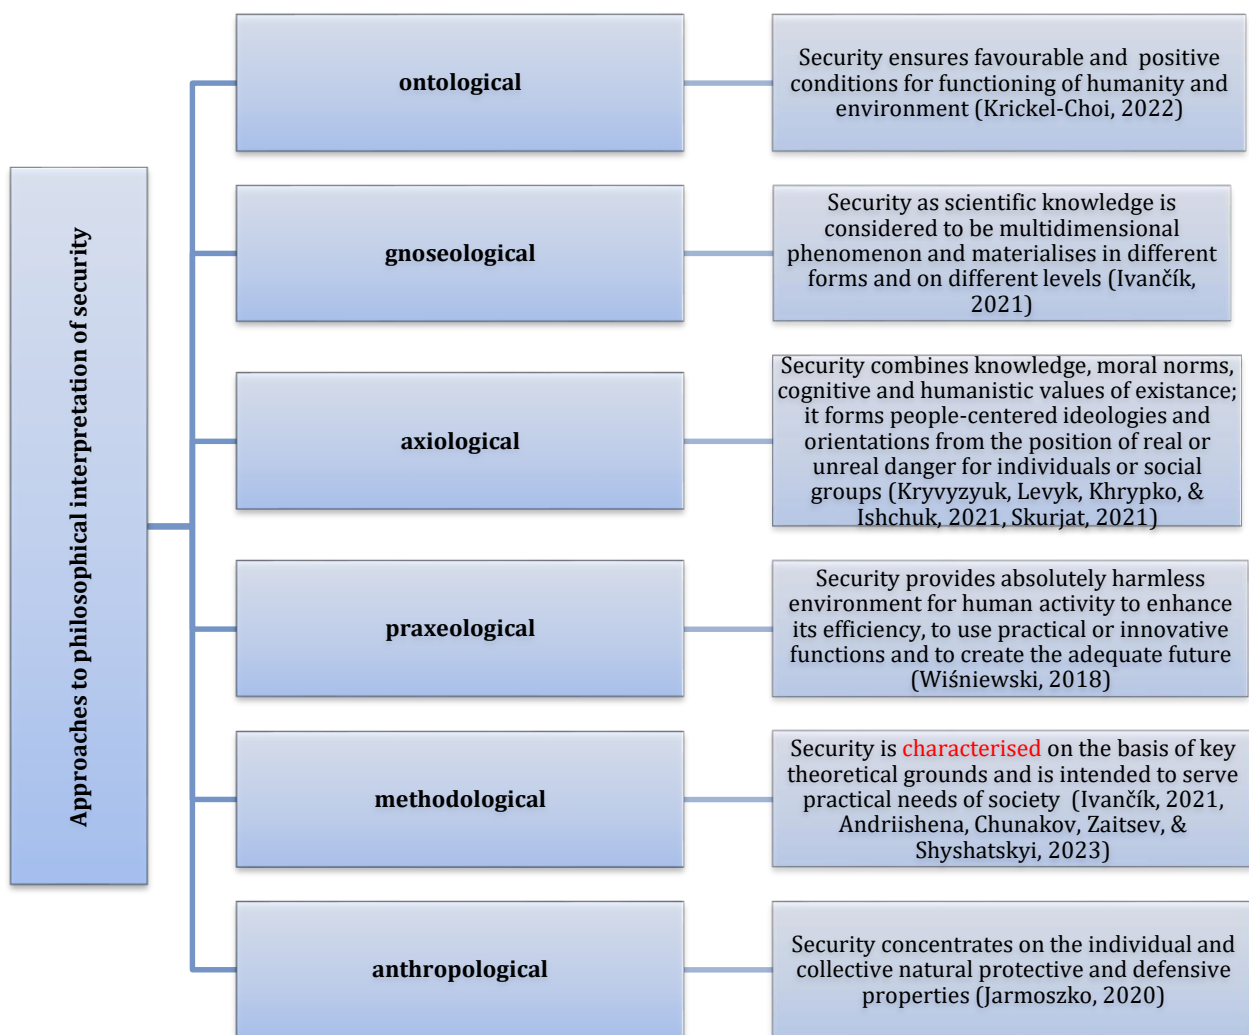 Approaches to philosophical interpretation of security
ontological
Security ensures favourable and  positive
conditions for functioning of humanity and
environment (Krickel-Choi, 2022)
gnoseological
Security as scientific knowledge is
considered to be multidimensional
phenomenon and materialises in different
forms and on different levels (Ivančík,
2021)
axiological
Security combines knowledge, moral norms,
cognitive and humanistic values of existance;
it forms people-centered ideologies and
orientations from the position of real or
unreal danger for individuals or social
groups (Kryvyzyuk, Levyk, Khrypko, &
Ishchuk, 2021, Skurjat, 2021)
praxeological
Security provides absolutely harmless
environment for human activity to enhance
its efficiency, to use practical or innovative
functions and to create the adequate future
(Wiśniewski, 2018)
methodological
Security is characterised on the basis of key
theoretical grounds and is intended to serve
practical needs of society  (Ivančík, 2021,
Andriishena, Chunakov, Zaitsev, &
Shyshatskyi, 2023)
anthropological
Security concentrates on the individual and
collective natural protective and defensive
properties (Jarmoszko, 2020)